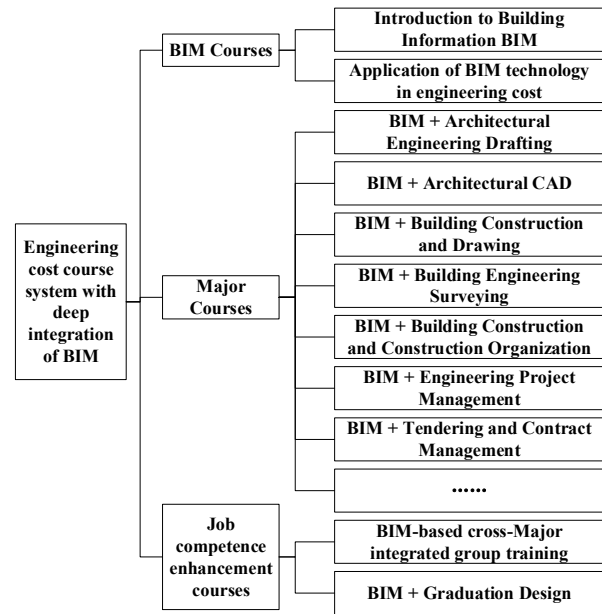 Engineering
cost course
system with
deep
integration
of BIM
BIM Courses
Introduction to Building
Information BIM
Application of BIM technology
in engineering cost
Major
Courses
BIM + Architectural
Engineering Drafting
BIM + Architectural CAD
BIM + Building Construction
and Drawing
BIM + Building Engineering
Surveying
BIM + Building Construction
and Construction Organization
BIM + Engineering Project
Management
BIM + Tendering and Contract
Management
......
Job
competence
enhancement
courses
BIM-based cross-Major
integrated group training
BIM + Graduation Design